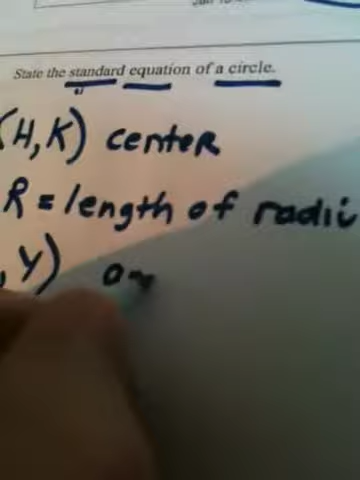 State the standard equation of a circle.
(H, K) center
R = length of radiu
, Y) on